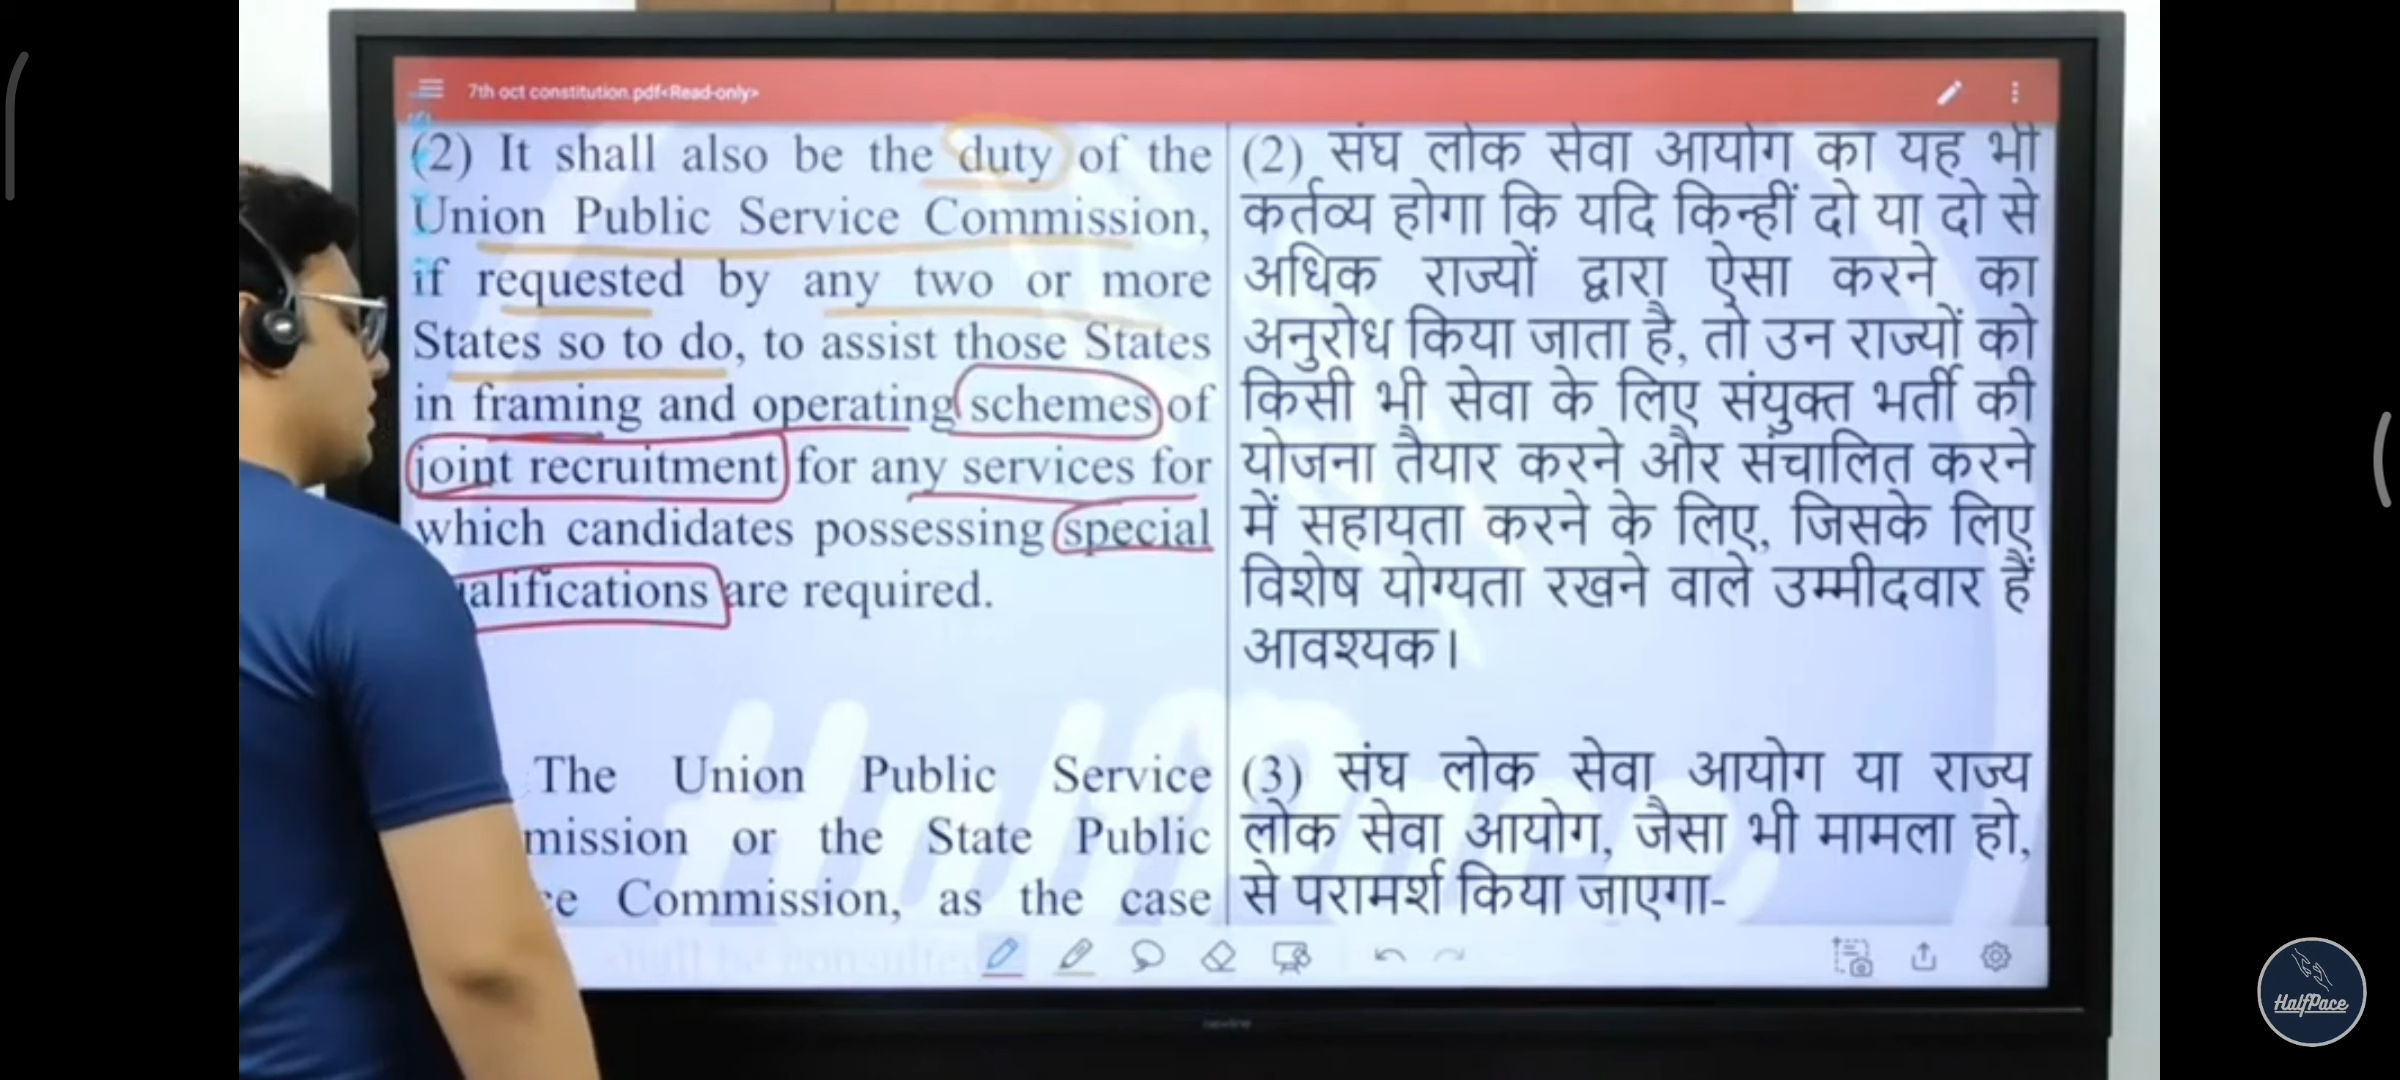 7th oct constitution.pdf<Read-only>
(2) It shall also be the duty of the
Union Public Service Commission,
if requested by any two or more
States so to do, to assist those States
in framing and operating schemes of
joint recruitment for any services for
which candidates possessing special
alifications are required.
The Union Public Service
mission or the State Public
e Commission, as the case
shall be consulted
(2) संघ लोक सेवा आयोग का यह भी
कर्तव्य होगा कि यदि किन्हीं दो या दो से
अधिक राज्यों द्वारा ऐसा करने का
अनुरोध किया जाता है, तो उन राज्यों को
किसी भी सेवा के लिए संयुक्त भर्ती की
योजना तैयार करने और संचालित करने
में सहायता करने के लिए, जिसके लिए
विशेष योग्यता रखने वाले उम्मीदवार हैं
आवश्यक।
(3) संघ लोक सेवा आयोग या राज्य
लोक सेवा आयोग, जैसा भी मामला हो,
से परामर्श किया जाएगा-
newline
HalfPace